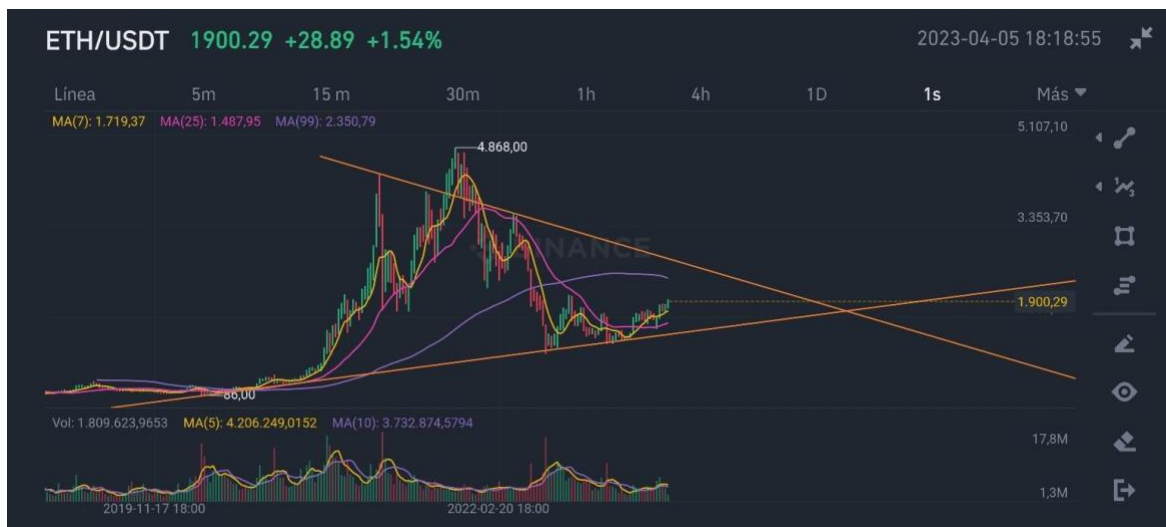 ETH/USDT 1900.29 +28.89 +1.54% 2023-04-05 18:18:55
Línea 5m 15 m 30m 1h 4h 1D 1s Más
MA(7): 1.719,37 MA(25): 1.487,95 MA(99): 2.350,79
5.107,10
4.868,00
3.353,70
BINANCE
1.900,29
86,00
Vol: 1.809.623,9653 MA(5): 4.206.249,0152 MA(10): 3.732.874,5794
17,8M
1,3M
2019-11-17 18:00 2022-02-20 18:00